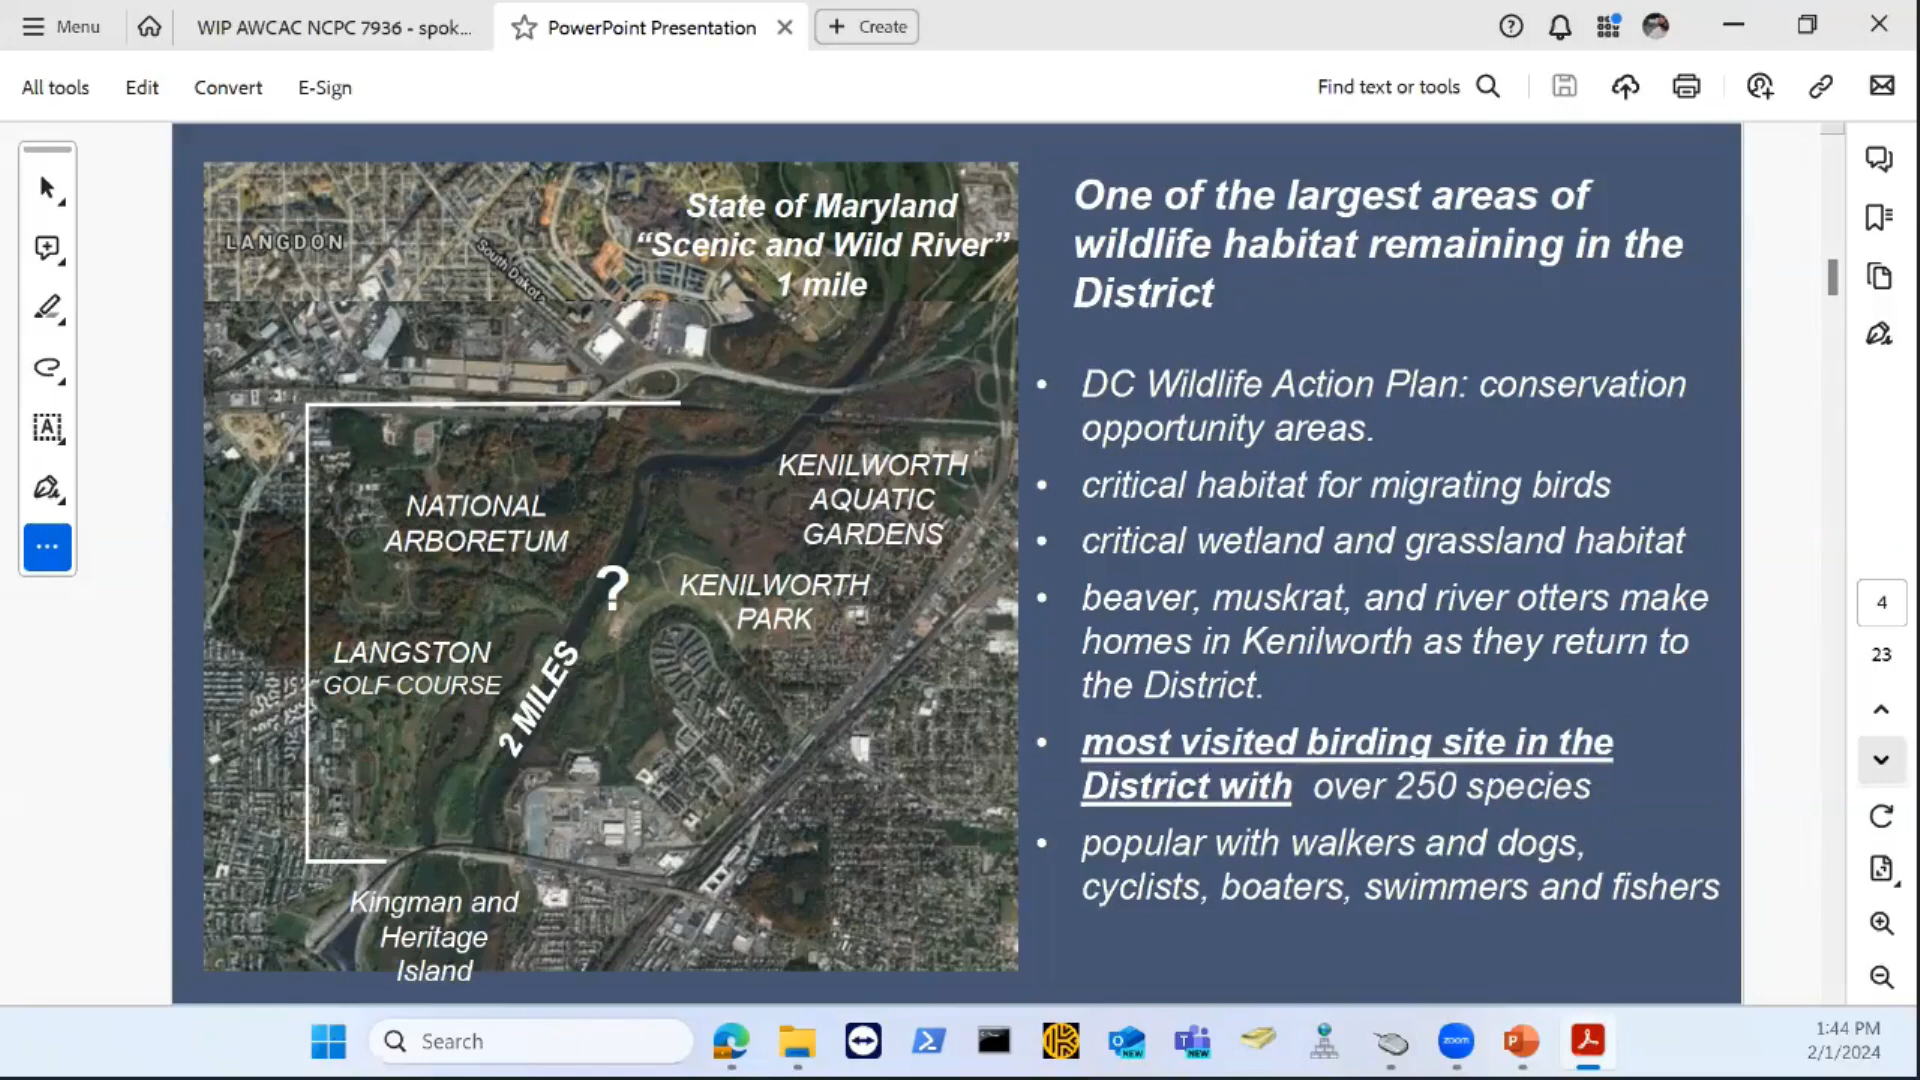 Menu
WIP AWCAC NCPC 7936 - spok...
PowerPoint Presentation
Create
All tools
Edit
Convert
E-Sign
Find text or tools
State of Maryland
“Scenic and Wild River”
1 mile
LANGDON
South Dakota
NATIONAL
ARBORETUM
KENILWORTH
AQUATIC
GARDENS
?
KENILWORTH
PARK
LANGSTON
GOLF COURSE
2 MILES
Kingman and
Heritage
Island
One of the largest areas of
wildlife habitat remaining in the
District
• DC Wildlife Action Plan: conservation
opportunity areas.
• critical habitat for migrating birds
• critical wetland and grassland habitat
• beaver, muskrat, and river otters make
homes in Kenilworth as they return to
the District.
• most visited birding site in the
District with over 250 species
• popular with walkers and dogs,
cyclists, boaters, swimmers and fishers
4
23
Search
NEW
NEW
zoom
1:44 PM
2/1/2024